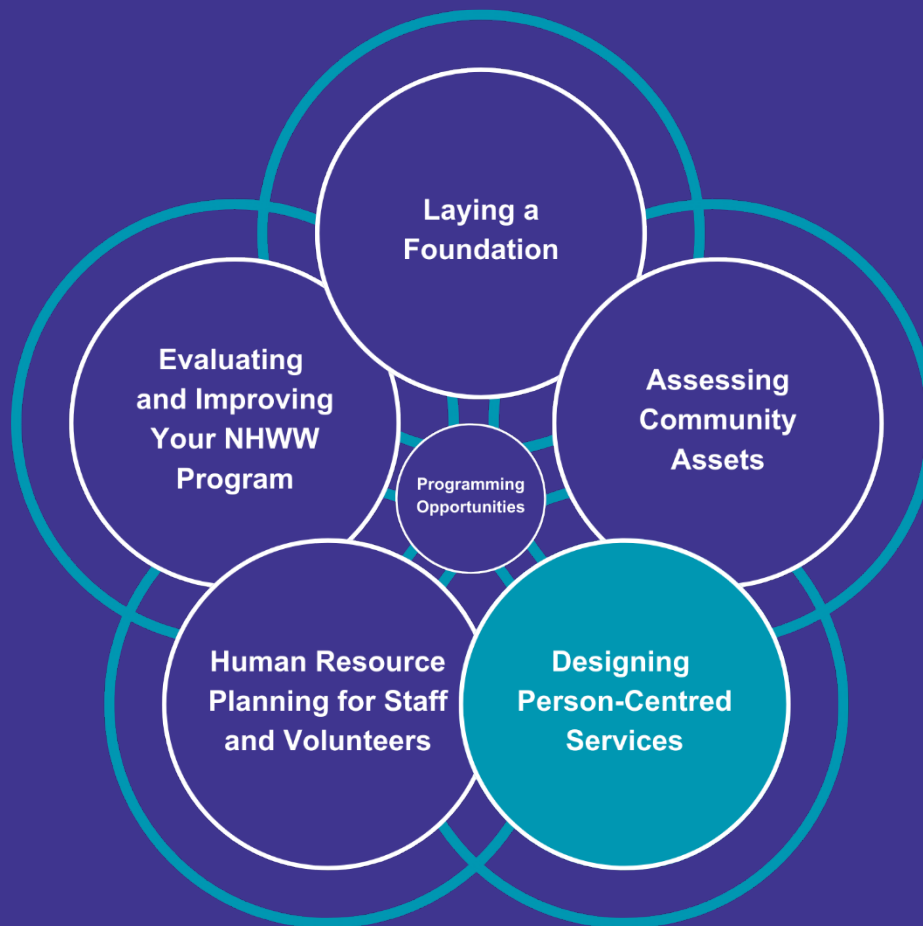 Laying a
Foundation
Assessing
Community
Assets
Designing
Person-Centred
Services
Human Resource
Planning for Staff
and Volunteers
Evaluating
and Improving
Your NHWW
Program
Programming
Opportunities